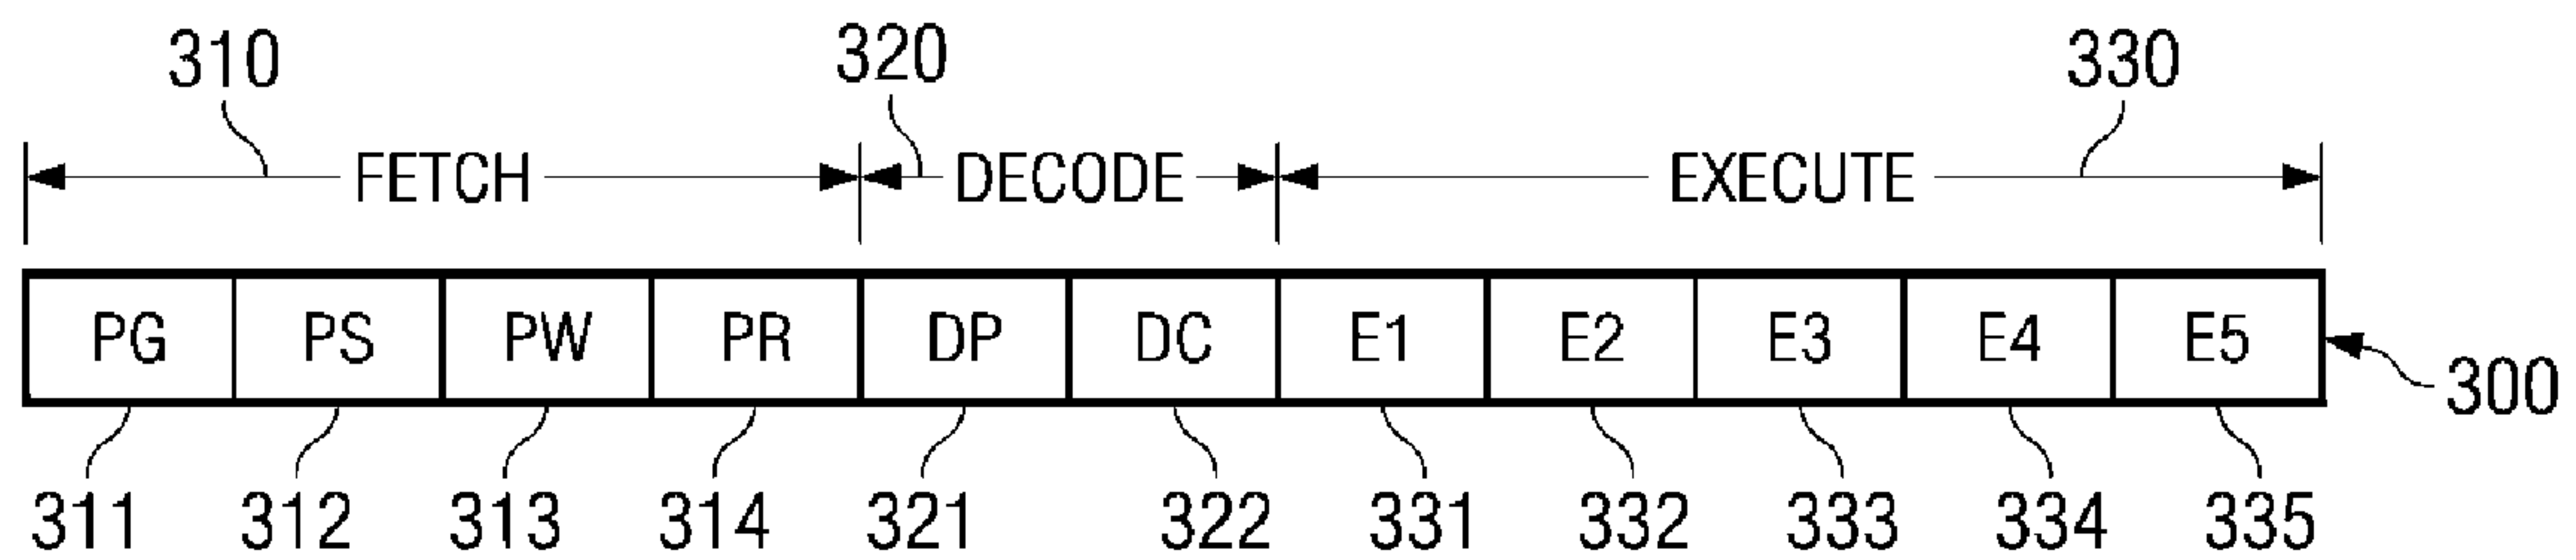 310 320 330
FETCH DECODE EXECUTE
PG PS PW PR DP DC E1 E2 E3 E4 E5
300
311 312 313 314 321 322 331 332 333 334 335